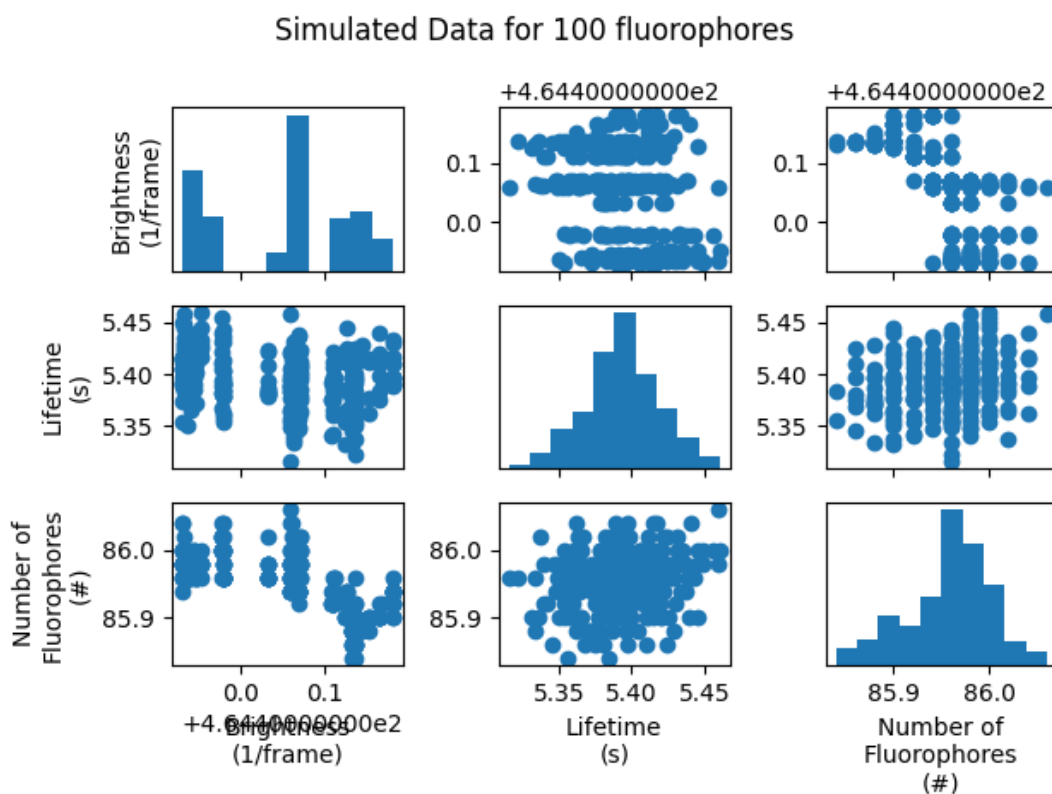 Simulated Data for 100 fluorophores
+4.6440000000e2
+4.6440000000e2
Brightness
(1/frame)
0.1
0.0
0.1
0.0
Lifetime
(s)
5.45
5.40
5.35
5.45
5.40
5.35
Number of
Fluorophores
(#)
86.0
85.9
86.0
85.9
0.0
0.1
5.35
5.40
5.45
85.9
86.0
+4.6440000000e2
Brightness
(1/frame)
Lifetime
(s)
Number of
Fluorophores
(#)